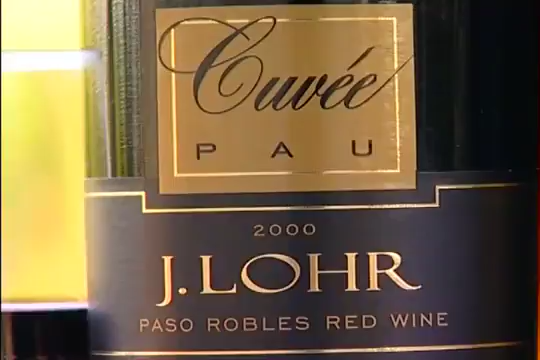 Cuvée
PAU
2000
J. LOHR
PASO ROBLES RED WINE